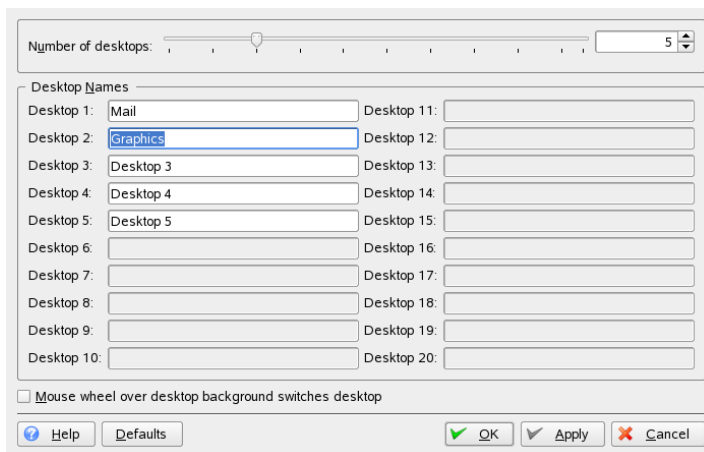 Number of desktops: 5
Desktop Names
Desktop 1: Mail Desktop 11:
Desktop 2: Graphics Desktop 12:
Desktop 3: Desktop 3 Desktop 13:
Desktop 4: Desktop 4 Desktop 14:
Desktop 5: Desktop 5 Desktop 15:
Desktop 6: Desktop 16:
Desktop 7: Desktop 17:
Desktop 8: Desktop 18:
Desktop 9: Desktop 19:
Desktop 10: Desktop 20:
Mouse wheel over desktop background switches desktop
Help Defaults OK Apply Cancel